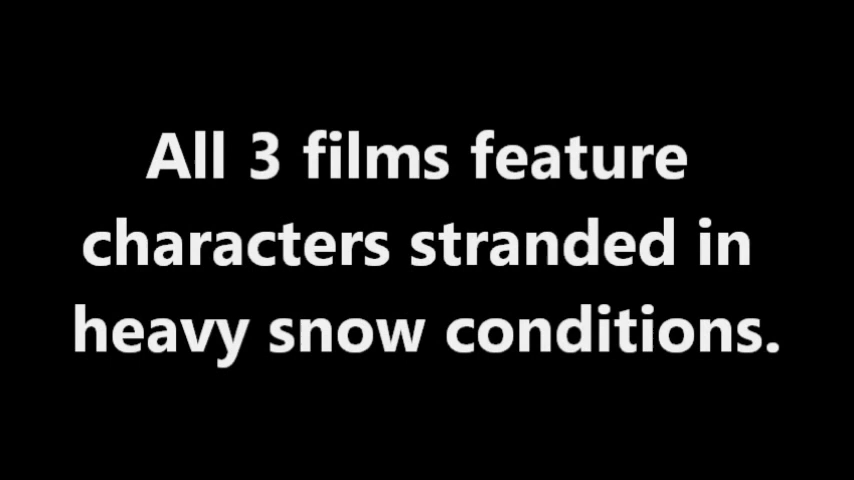 All 3 films feature
characters stranded in
heavy snow conditions.